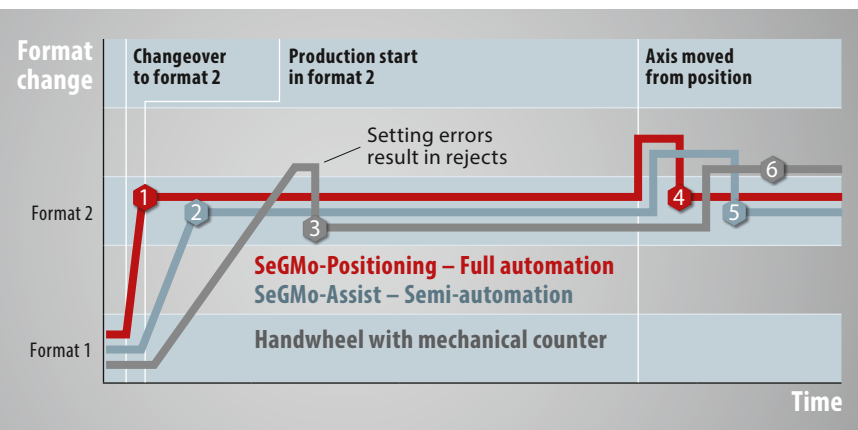 Format
change
Changeover
to format 2
Production start
in format 2
Axis moved
from position
Setting errors
result in rejects
6
1
Format 2
2
3
4
5
SeGMo-Positioning – Full automation
SeGMo-Assist – Semi-automation
Handwheel with mechanical counter
Format 1
Time